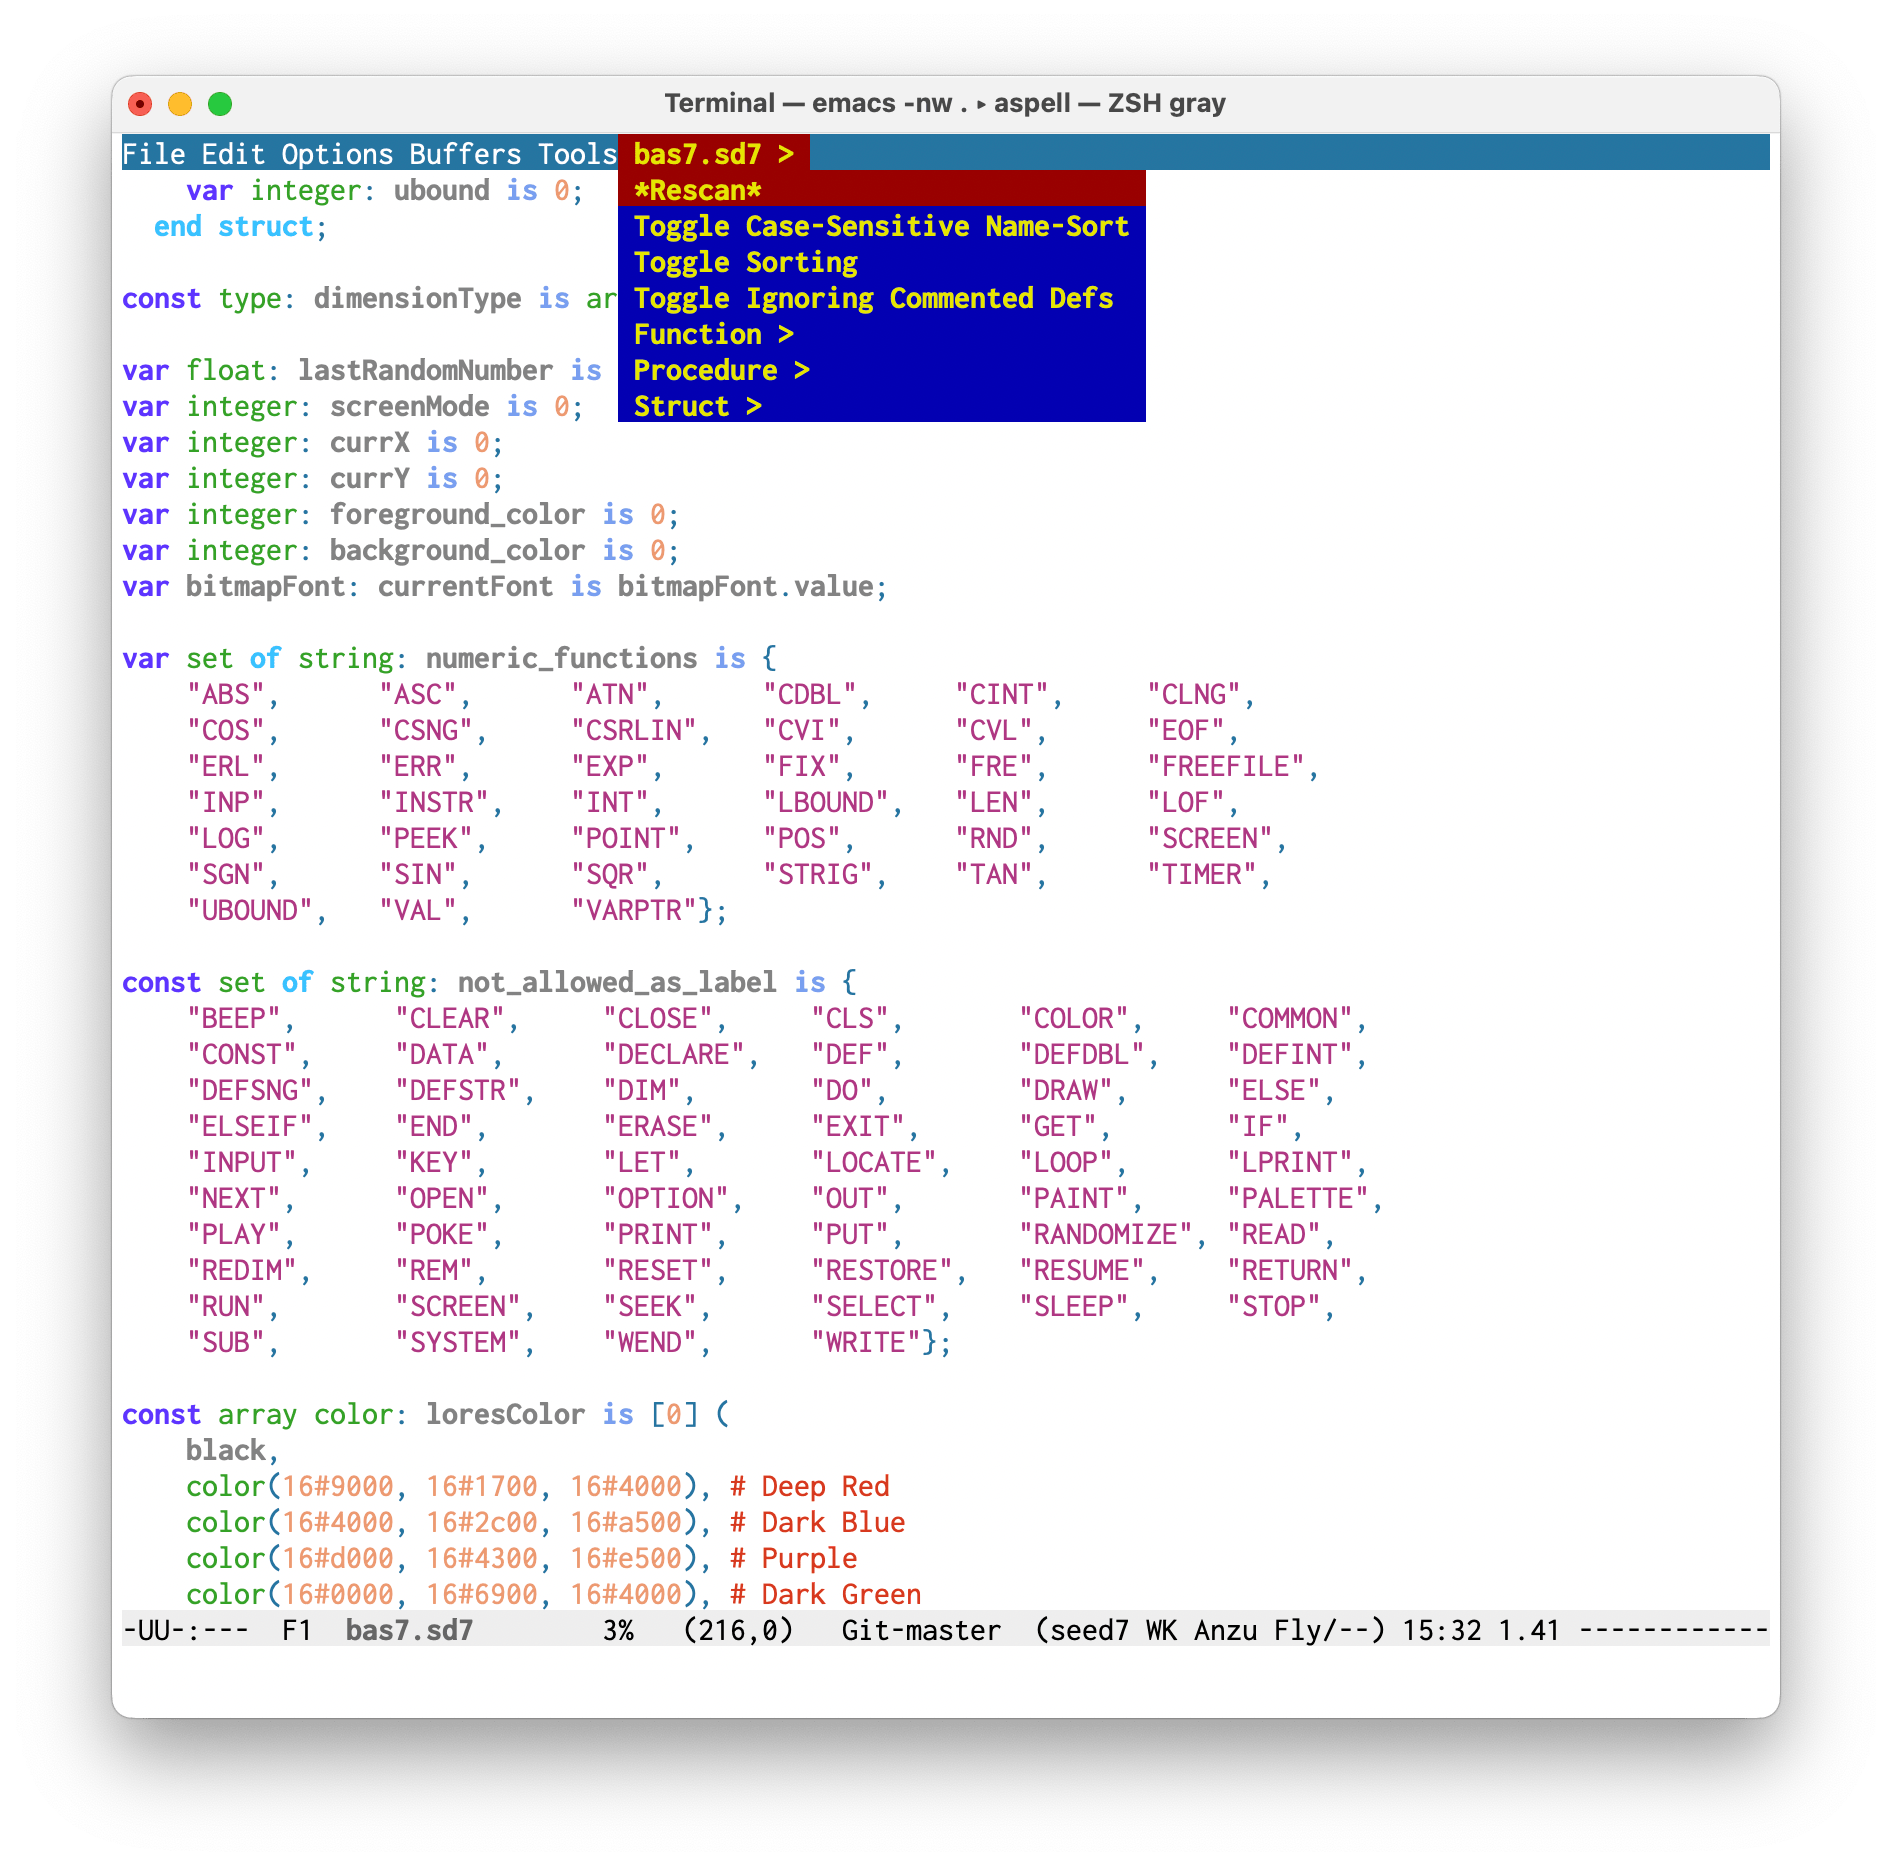 Terminal — emacs -nw . ▸ aspell — ZSH gray
File Edit Options Buffers Tools bas7.sd7 >
    var integer: ubound is 0;    *Rescan*
  end struct;    Toggle Case-Sensitive Name-Sort
Toggle Sorting
const type: dimensionType is ar Toggle Ignoring Commented Defs
Function >
var float: lastRandomNumber is  Procedure >
var integer: screenMode is 0;   Struct >
var integer: currX is 0;
var integer: currY is 0;
var integer: foreground_color is 0;
var integer: background_color is 0;
var bitmapFont: currentFont is bitmapFont.value;

var set of string: numeric_functions is {
    "ABS",      "ASC",      "ATN",      "CDBL",     "CINT",     "CLNG",
    "COS",      "CSNG",     "CSRLIN",   "CVI",      "CVL",      "EOF",
    "ERL",      "ERR",      "EXP",      "FIX",      "FRE",      "FREEFILE",
    "INP",      "INSTR",    "INT",      "LBOUND",   "LEN",      "LOF",
    "LOG",      "PEEK",     "POINT",    "POS",      "RND",      "SCREEN",
    "SGN",      "SIN",      "SQR",      "STRIG",    "TAN",      "TIMER",
    "UBOUND",   "VAL",      "VARPTR"};

const set of string: not_allowed_as_label is {
    "BEEP",      "CLEAR",     "CLOSE",     "CLS",       "COLOR",     "COMMON",
    "CONST",     "DATA",      "DECLARE",   "DEF",       "DEFDBL",    "DEFINT",
    "DEFSNG",    "DEFSTR",    "DIM",       "DO",        "DRAW",      "ELSE",
    "ELSEIF",    "END",       "ERASE",     "EXIT",      "GET",       "IF",
    "INPUT",     "KEY",       "LET",       "LOCATE",    "LOOP",      "LPRINT",
    "NEXT",      "OPEN",      "OPTION",    "OUT",       "PAINT",     "PALETTE",
    "PLAY",      "POKE",      "PRINT",     "PUT",       "RANDOMIZE", "READ",
    "REDIM",     "REM",       "RESET",     "RESTORE",   "RESUME",    "RETURN",
    "RUN",       "SCREEN",    "SEEK",      "SELECT",    "SLEEP",     "STOP",
    "SUB",       "SYSTEM",    "WEND",      "WRITE"};

const array color: loresColor is [0] (
    black,
    color(16#9000, 16#1700, 16#4000), # Deep Red
    color(16#4000, 16#2c00, 16#a500), # Dark Blue
    color(16#d000, 16#4300, 16#e500), # Purple
    color(16#0000, 16#6900, 16#4000), # Dark Green
-UU-:---  F1  bas7.sd7        3%   (216,0)   Git-master  (seed7 WK Anzu Fly/--) 15:32 1.41 ------------